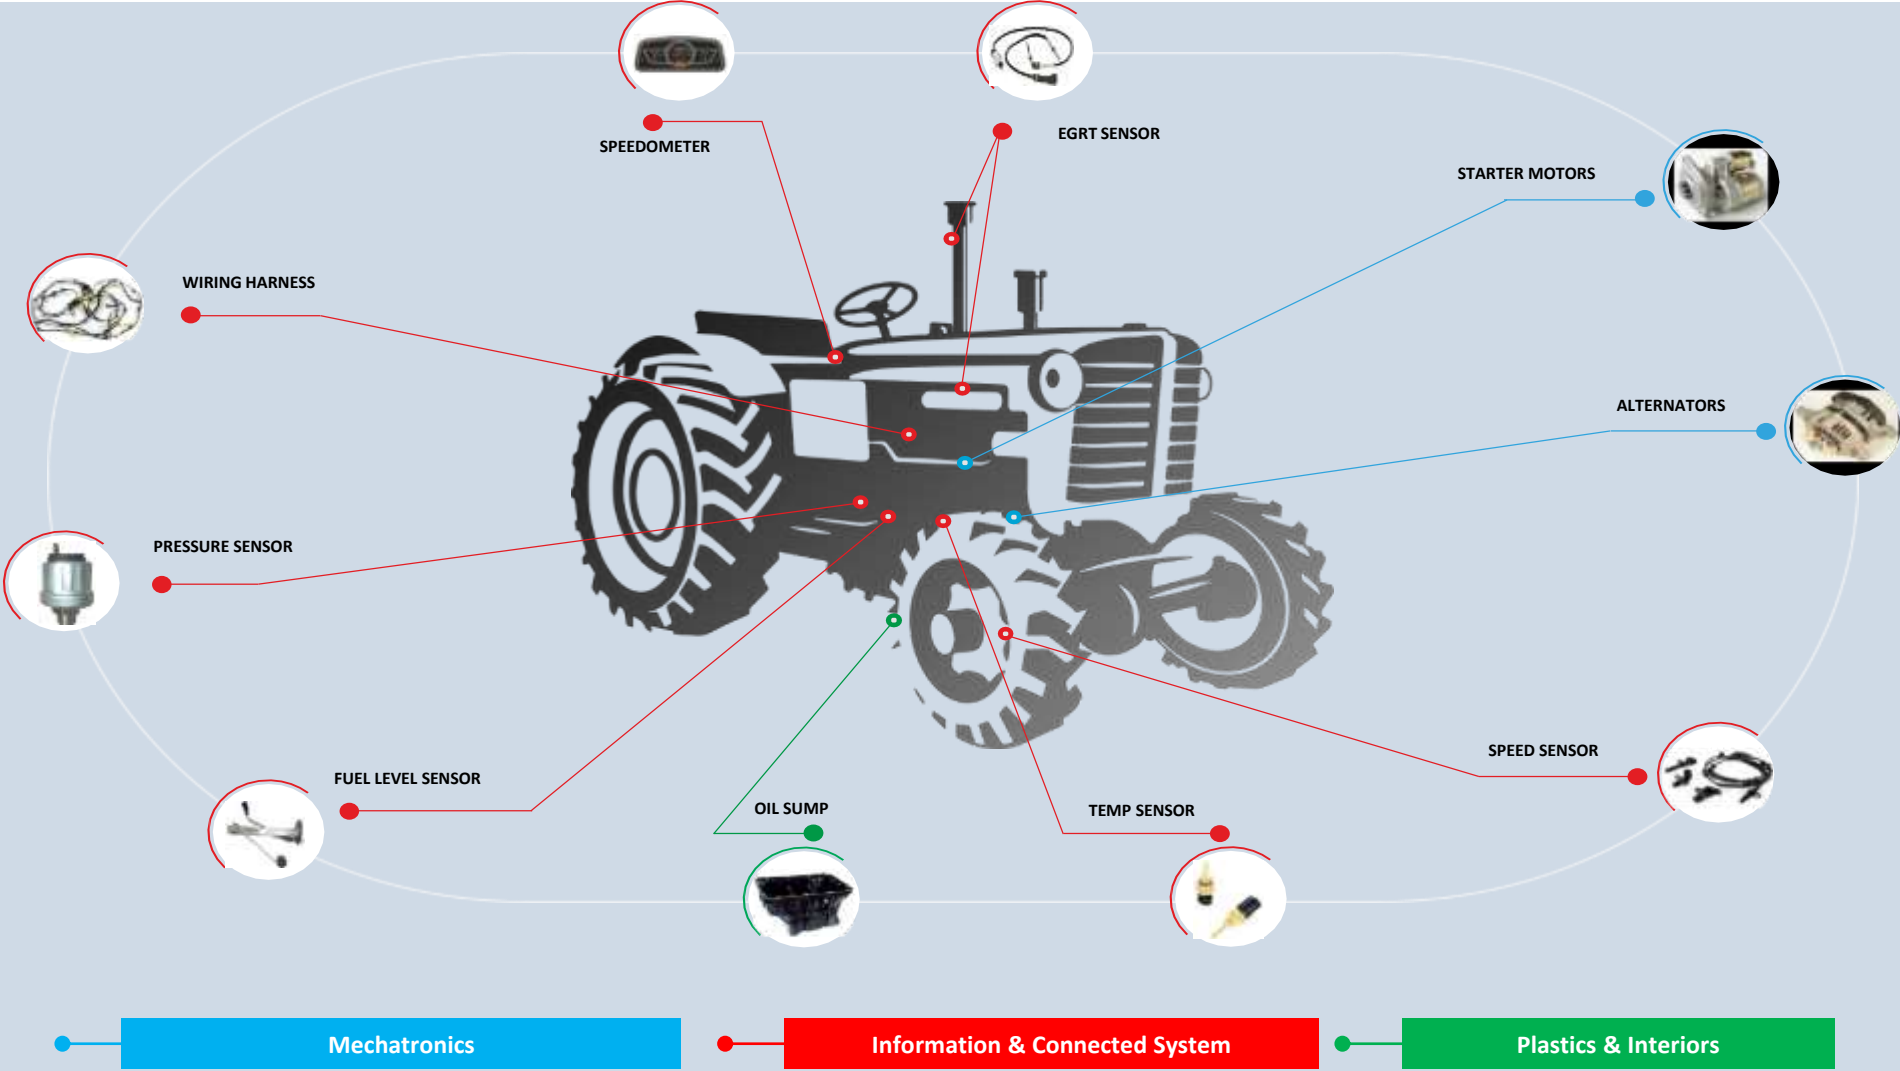 EGRT SENSOR
SPEEDOMETER
STARTER MOTORS
WIRING HARNESS
ALTERNATORS
PRESSURE SENSOR
SPEED SENSOR
FUEL LEVEL SENSOR
OIL SUMP
TEMP SENSOR
Mechatronics
Information & Connected System
Plastics & Interiors